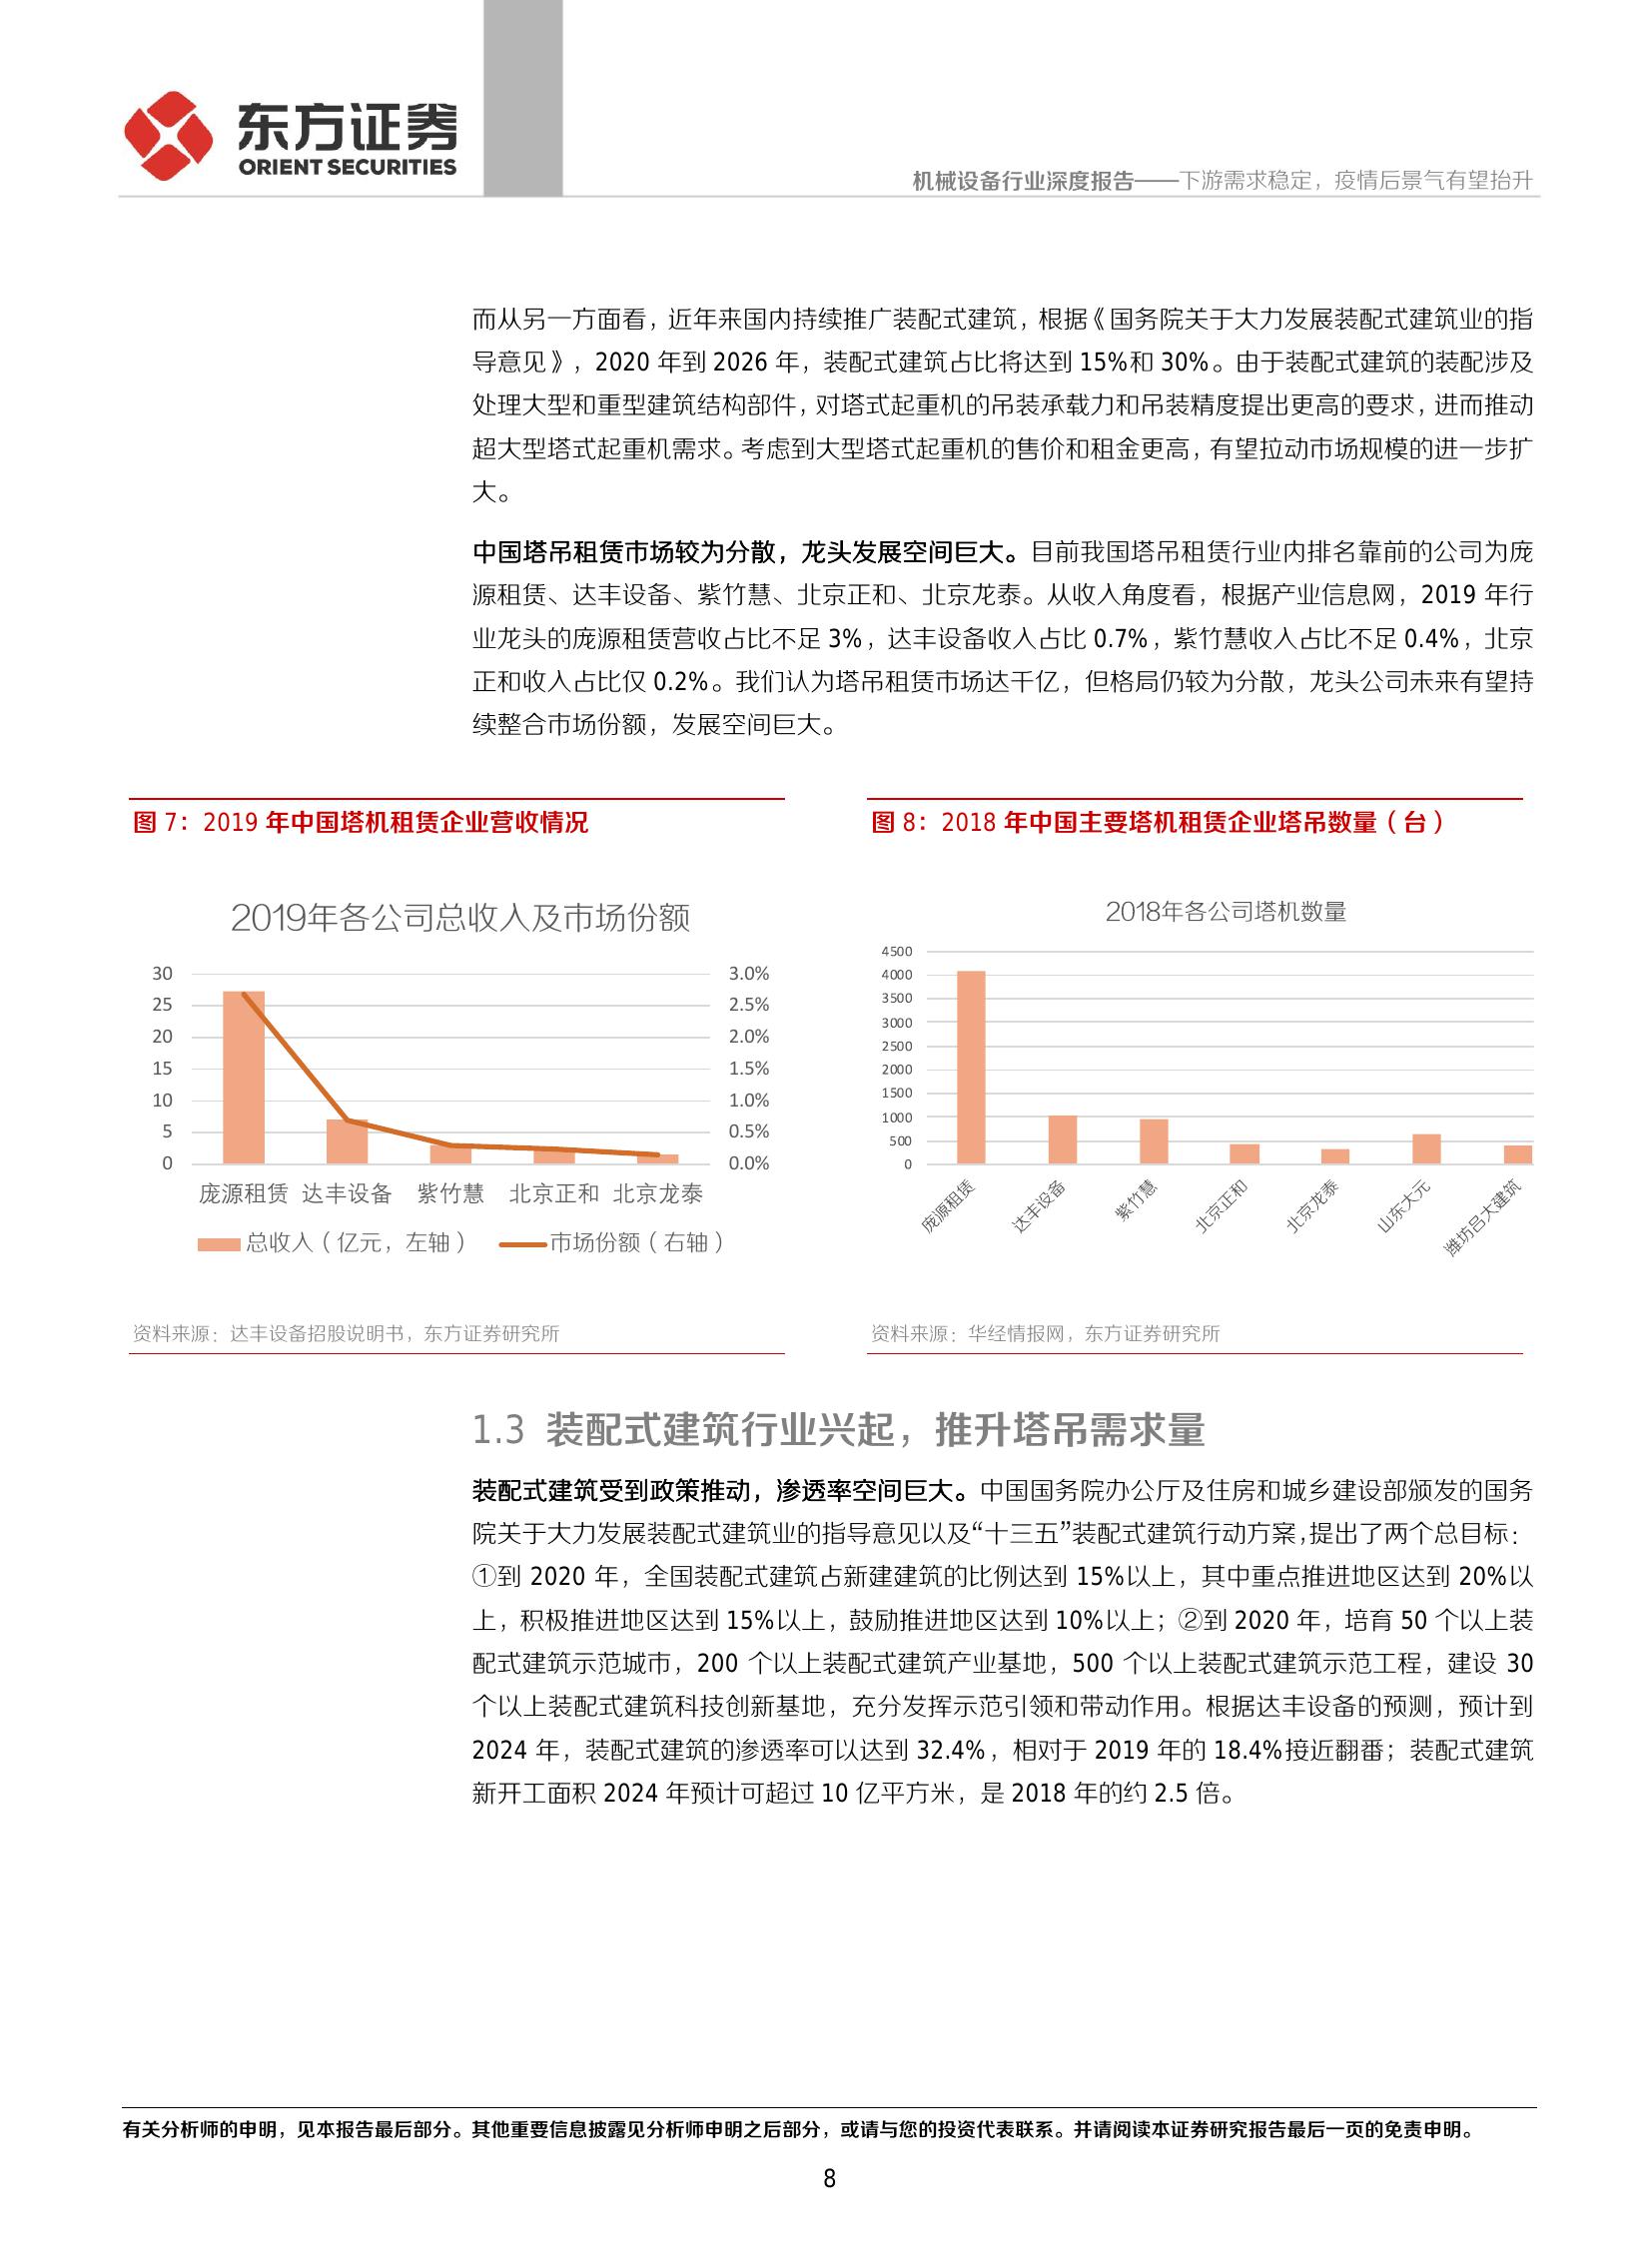 东方证券
ORIENT SECURITIES
机械设备行业深度报告——下游需求稳定，疫情后景气有望抬升
而从另一方面看，近年来国内持续推广装配式建筑，根据《国务院关于大力发展装配式建筑业的指
导意见》，2020 年到 2026 年，装配式建筑占比将达到 15%和 30%。由于装配式建筑的装配涉及
处理大型和重型建筑结构部件，对塔式起重机的吊装承载力和吊装精度提出更高的要求，进而推动
超大型塔式起重机需求。考虑到大型塔式起重机的售价和租金更高，有望拉动市场规模的进一步扩
大。
中国塔吊租赁市场较为分散，龙头发展空间巨大。目前我国塔吊租赁行业内排名靠前的公司为庞
源租赁、达丰设备、紫竹慧、北京正和、北京龙泰。从收入角度看，根据产业信息网，2019 年行
业龙头的庞源租赁营收占比不足 3%，达丰设备收入占比 0.7%，紫竹慧收入占比不足 0.4%，北京
正和收入占比仅 0.2%。我们认为塔吊租赁市场达千亿，但格局仍较为分散，龙头公司未来有望持
续整合市场份额，发展空间巨大。
图 7：2019 年中国塔机租赁企业营收情况
2019年各公司总收入及市场份额
30
25
20
15
10
5
0
3.0%
2.5%
2.0%
1.5%
1.0%
0.5%
0.0%
庞源租赁 达丰设备 紫竹慧 北京正和 北京龙泰
总收入（亿元，左轴） 市场份额（右轴）
资料来源：达丰设备招股说明书，东方证券研究所
图 8：2018 年中国主要塔机租赁企业塔吊数量（台）
2018年各公司塔机数量
4500
4000
3500
3000
2500
2000
1500
1000
500
0
庞源租赁 达丰设备 紫竹慧 北京正和 北京龙泰 山东大元 潍坊吕大建筑
资料来源：华经情报网，东方证券研究所
1.3 装配式建筑行业兴起，推升塔吊需求量
装配式建筑受到政策推动，渗透率空间巨大。中国国务院办公厅及住房和城乡建设部颁发的国务
院关于大力发展装配式建筑业的指导意见以及“十三五”装配式建筑行动方案,提出了两个总目标：
①到 2020 年，全国装配式建筑占新建建筑的比例达到 15%以上，其中重点推进地区达到 20%以
上，积极推进地区达到 15%以上，鼓励推进地区达到 10%以上；②到 2020 年，培育 50 个以上装
配式建筑示范城市，200 个以上装配式建筑产业基地，500 个以上装配式建筑示范工程，建设 30
个以上装配式建筑科技创新基地，充分发挥示范引领和带动作用。根据达丰设备的预测，预计到
2024 年，装配式建筑的渗透率可以达到 32.4%，相对于 2019 年的 18.4%接近翻番；装配式建筑
新开工面积 2024 年预计可超过 10 亿平方米，是 2018 年的约 2.5 倍。
有关分析师的申明，见本报告最后部分。其他重要信息披露见分析师申明之后部分，或请与您的投资代表联系。并请阅读本证券研究报告最后一页的免责申明。
8